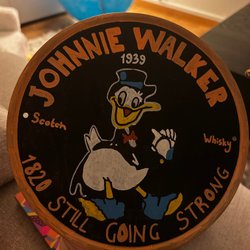 JOHNNIE WALKER
1939
Scotch Whisky
1820 STILL GOING STRONG